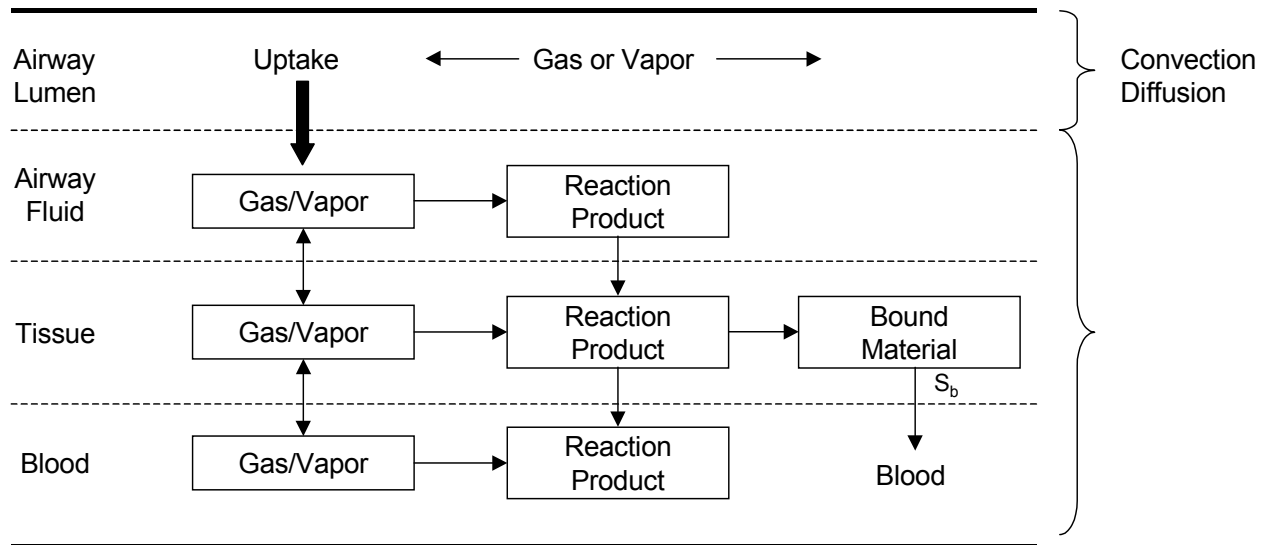 Airway
Lumen
Uptake
Gas or Vapor
Convection
Diffusion
Airway
Fluid
Gas/Vapor
Reaction
Product
Tissue
Gas/Vapor
Reaction
Product
Bound
Material
S_b
Blood
Gas/Vapor
Reaction
Product
Blood